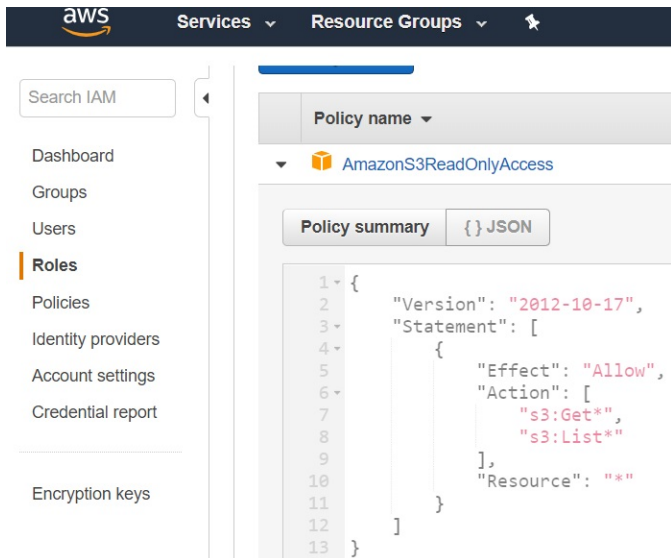 aws
Services
Resource Groups
Search IAM
Dashboard
Groups
Users
Roles
Policies
Identity providers
Account settings
Credential report
Encryption keys
Policy name
AmazonS3ReadOnlyAccess
Policy summary
{ } JSON
1 {
2 "Version": "2012-10-17",
3 "Statement": [
4 {
5 "Effect": "Allow",
6 "Action": [
7 "s3:Get*",
8 "s3:List*"
9 ],
10 "Resource": "*"
11 }
12 ]
13 }